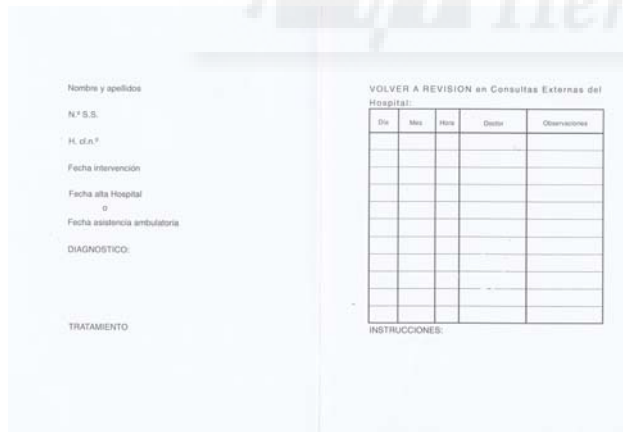 Nombre y apellidos
N.º S.S.
H. cl.n.º
Fecha intervención
Fecha alta Hospital
o
Fecha asistencia ambulatoria
DIAGNOSTICO:
TRATAMIENTO
VOLVER A REVISION en Consultas Externas del
Hospital:
Día Mes Hora Doctor Observaciones
INSTRUCCIONES: